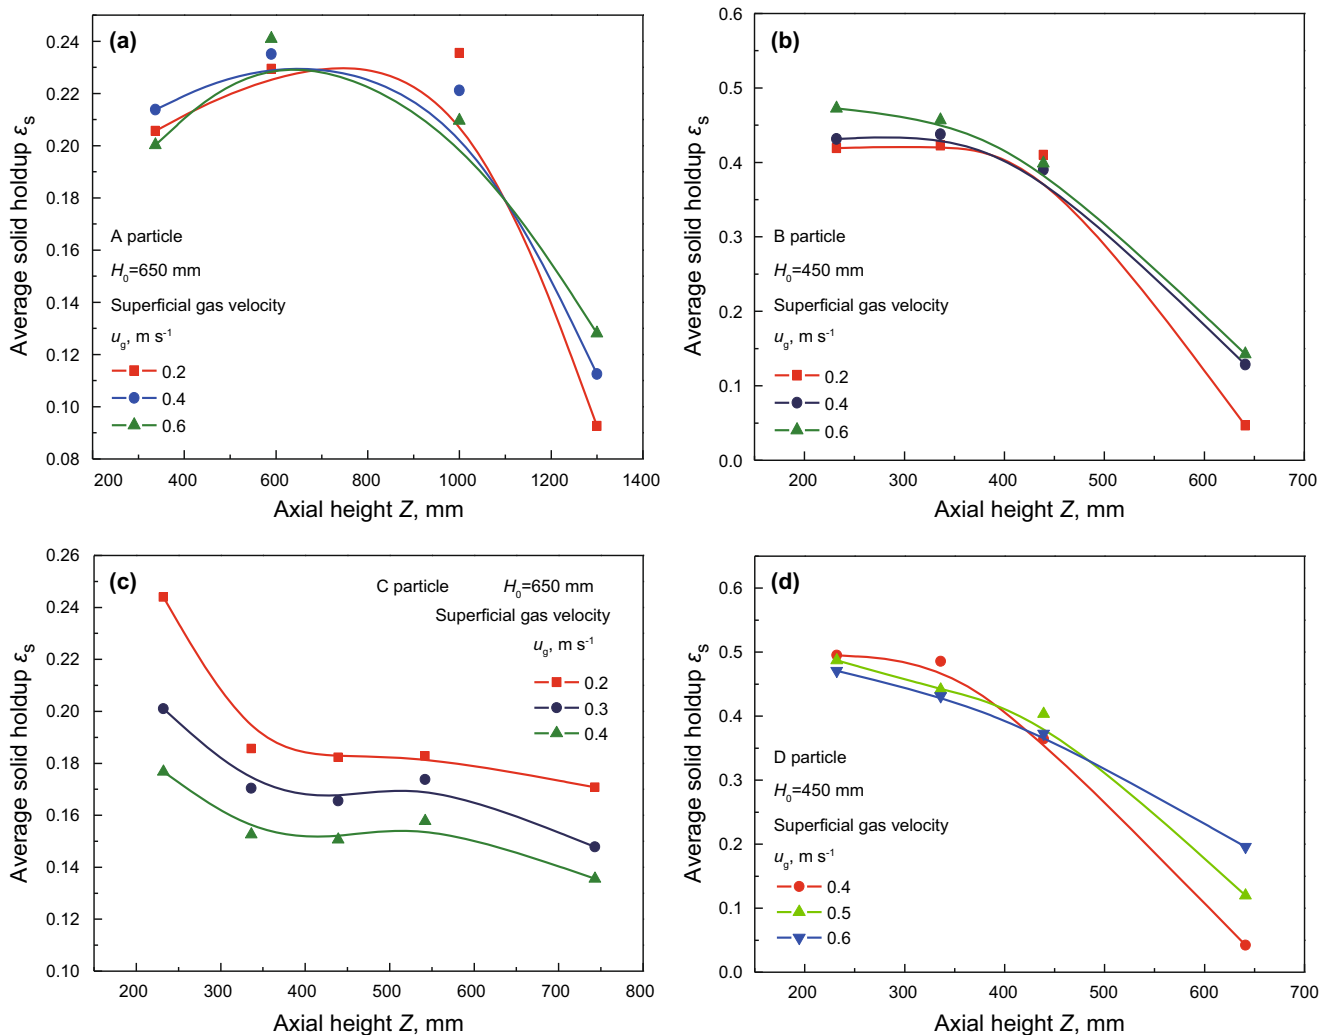 (a)
Average solid holdup εs
0.24
0.22
0.20
0.18
0.16
0.14
0.12
0.10
0.08
A particle
H0=650 mm
Superficial gas velocity
ug, m s-1
0.2
0.4
0.6
200 400 600 800 1000 1200 1400
Axial height Z, mm
(b)
Average solid holdup εs
0.6
0.5
0.4
0.3
0.2
0.1
0.0
B particle
H0=450 mm
Superficial gas velocity
ug, m s-1
0.2
0.4
0.6
200 300 400 500 600 700
Axial height Z, mm
(c)
Average solid holdup εs
0.26
0.24
0.22
0.20
0.18
0.16
0.14
0.12
0.10
C particle H0=650 mm
Superficial gas velocity
ug, m s-1
0.2
0.3
0.4
200 300 400 500 600 700 800
Axial height Z, mm
(d)
Average solid holdup εs
0.6
0.5
0.4
0.3
0.2
0.1
0.0
D particle
H0=450 mm
Superficial gas velocity
ug, m s-1
0.4
0.5
0.6
200 300 400 500 600 700
Axial height Z, mm